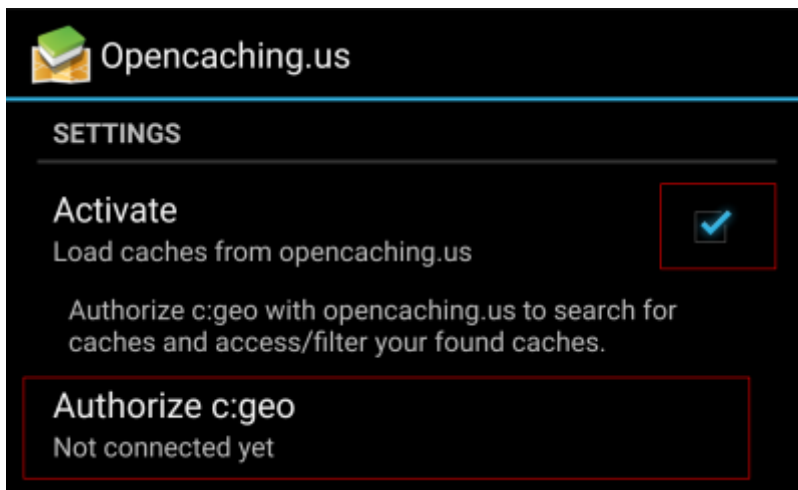 Opencaching.us
SETTINGS
Activate
Load caches from opencaching.us
Authorize c:geo with opencaching.us to search for
caches and access/filter your found caches.
Authorize c:geo
Not connected yet